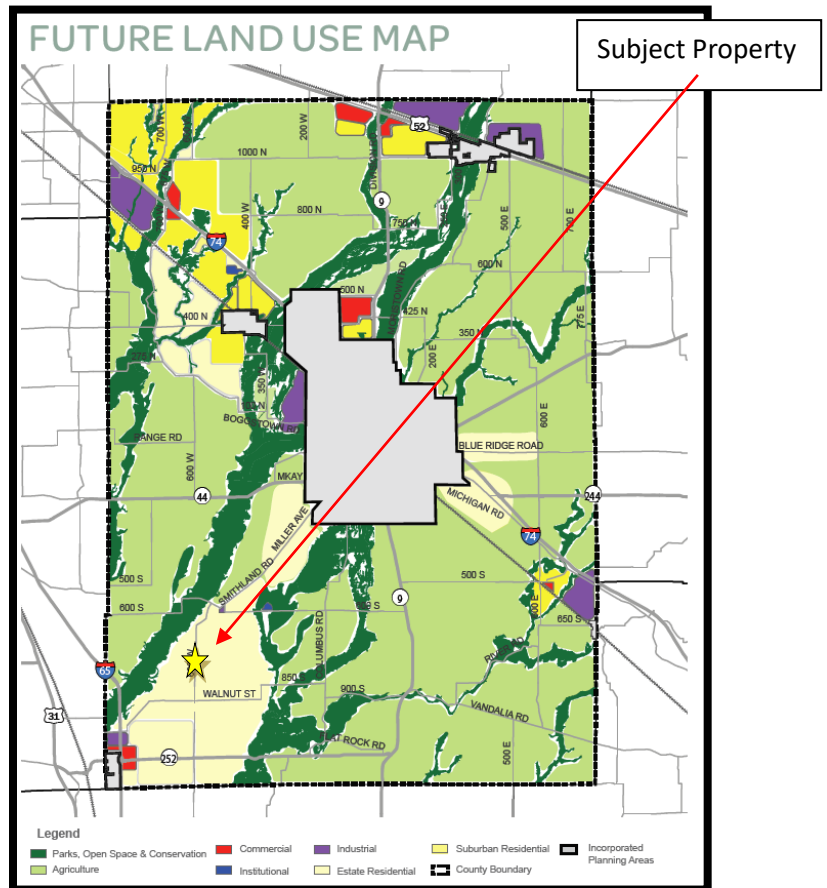 FUTURE LAND USE MAP
Subject Property
700 W
200 W
52
1000 N
950 N
DIVISION
9
400 W
800 N
750 N
500 E
700 E
74
600 N
500 N
400 N
425 N
350 N
775 E
275 N
200 E
350 W
BOGGSTOWN RD
RANGE RD
600 W
600 E
BLUE RIDGE ROAD
MKAY
44
244
MICHIGAN RD
MILLER AVE
74
SMITHLAND RD
500 S
500 S
600 S
9
COLUMBUS RD
650 S
RIVER RD
65
850 S
WALNUT ST
900 S
VANDALIA RD
31
FLAT ROCK RD
252
500 E
Legend
Parks, Open Space & Conservation Commercial Industrial Suburban Residential Incorporated Planning Areas
Agriculture Institutional Estate Residential County Boundary